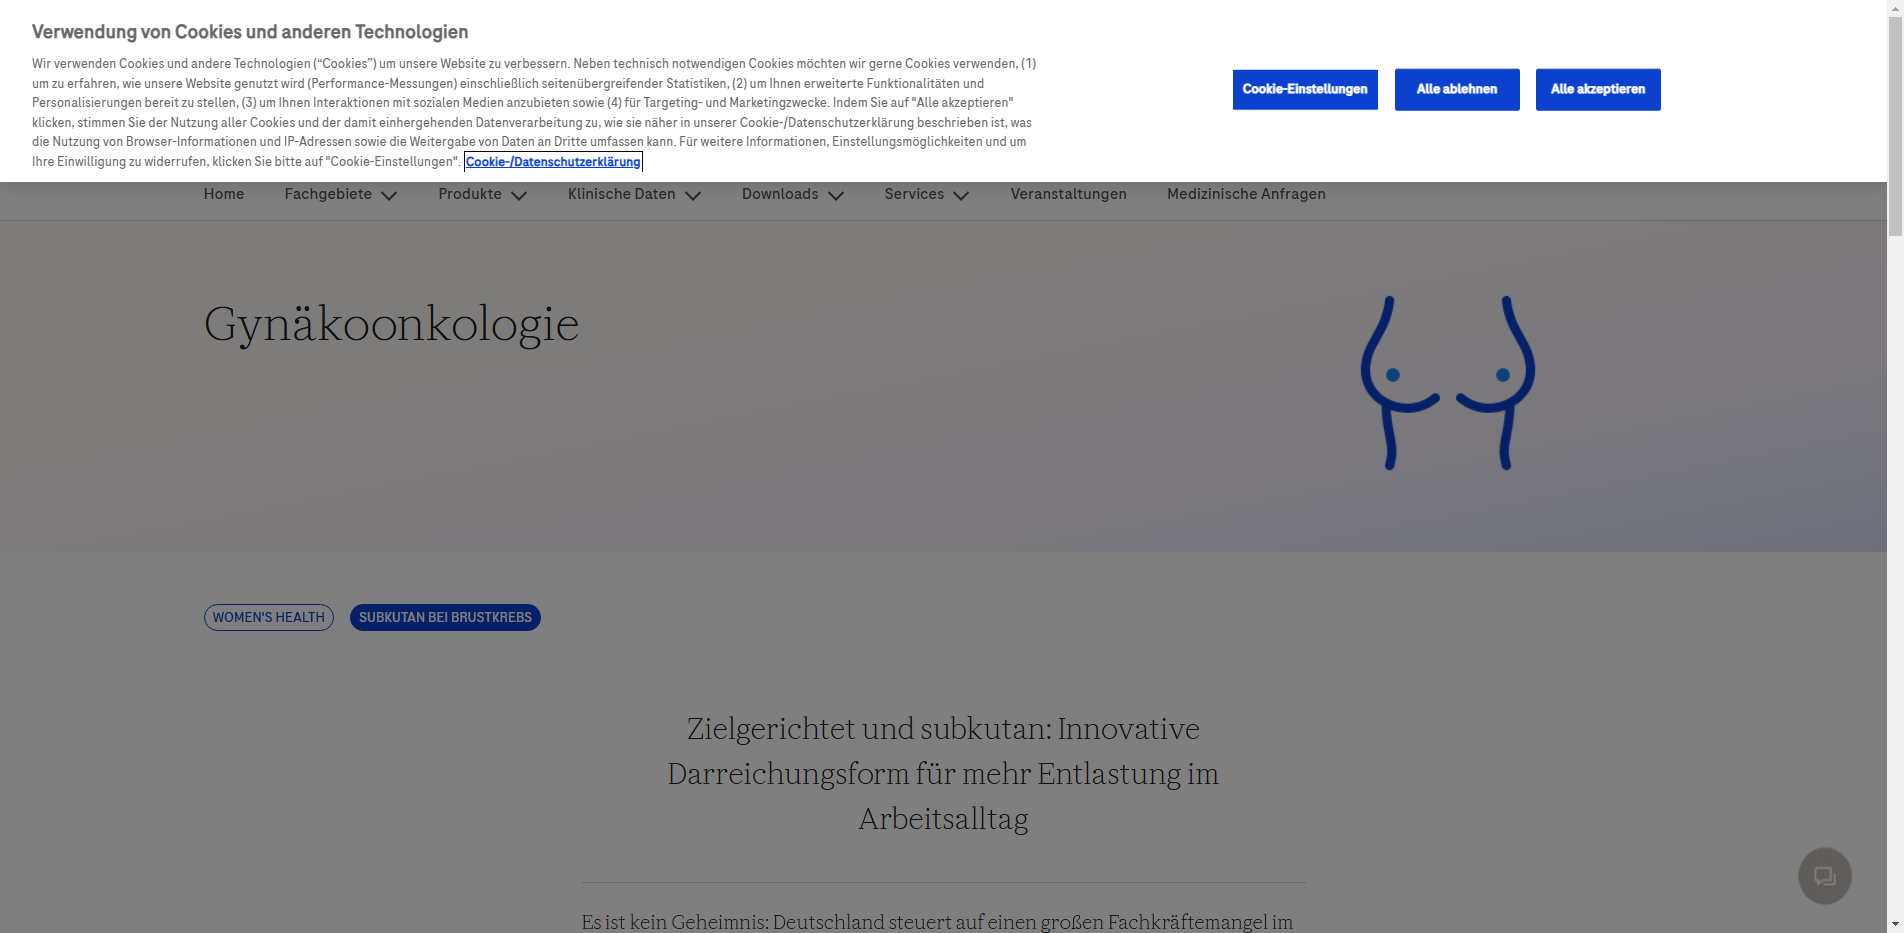 Verwendung von Cookies und anderen Technologien
Wir verwenden Cookies und andere Technologien (“Cookies”) um unsere Website zu verbessern. Neben technisch notwendigen Cookies möchten wir gerne Cookies verwenden, (1)
um zu erfahren, wie unsere Website genutzt wird (Performance-Messungen) einschließlich seitenübergreifender Statistiken, (2) um Ihnen erweiterte Funktionalitäten und
Personalisierungen bereit zu stellen, (3) um Ihnen Interaktionen mit sozialen Medien anzubieten sowie (4) für Targeting- und Marketingzwecke. Indem Sie auf "Alle akzeptieren"
klicken, stimmen Sie der Nutzung aller Cookies und der damit einhergehenden Datenverarbeitung zu, wie sie näher in unserer Cookie-/Datenschutzerklärung beschrieben ist, was
die Nutzung von Browser-Informationen und IP-Adressen sowie die Weitergabe von Daten an Dritte umfassen kann. Für weitere Informationen, Einstellungsmöglichkeiten und um
Ihre Einwilligung zu widerrufen, klicken Sie bitte auf "Cookie-Einstellungen". Cookie-/Datenschutzerklärung
Cookie-Einstellungen Alle ablehnen Alle akzeptieren
Home Fachgebiete Produkte Klinische Daten Downloads Services Veranstaltungen Medizinische Anfragen
Gynäkoonkologie
WOMEN'S HEALTH SUBKUTAN BEI BRUSTKREBS
Zielgerichtet und subkutan: Innovative
Darreichungsform für mehr Entlastung im
Arbeitsalltag
Es ist kein Geheimnis: Deutschland steuert auf einen großen Fachkräftemangel im